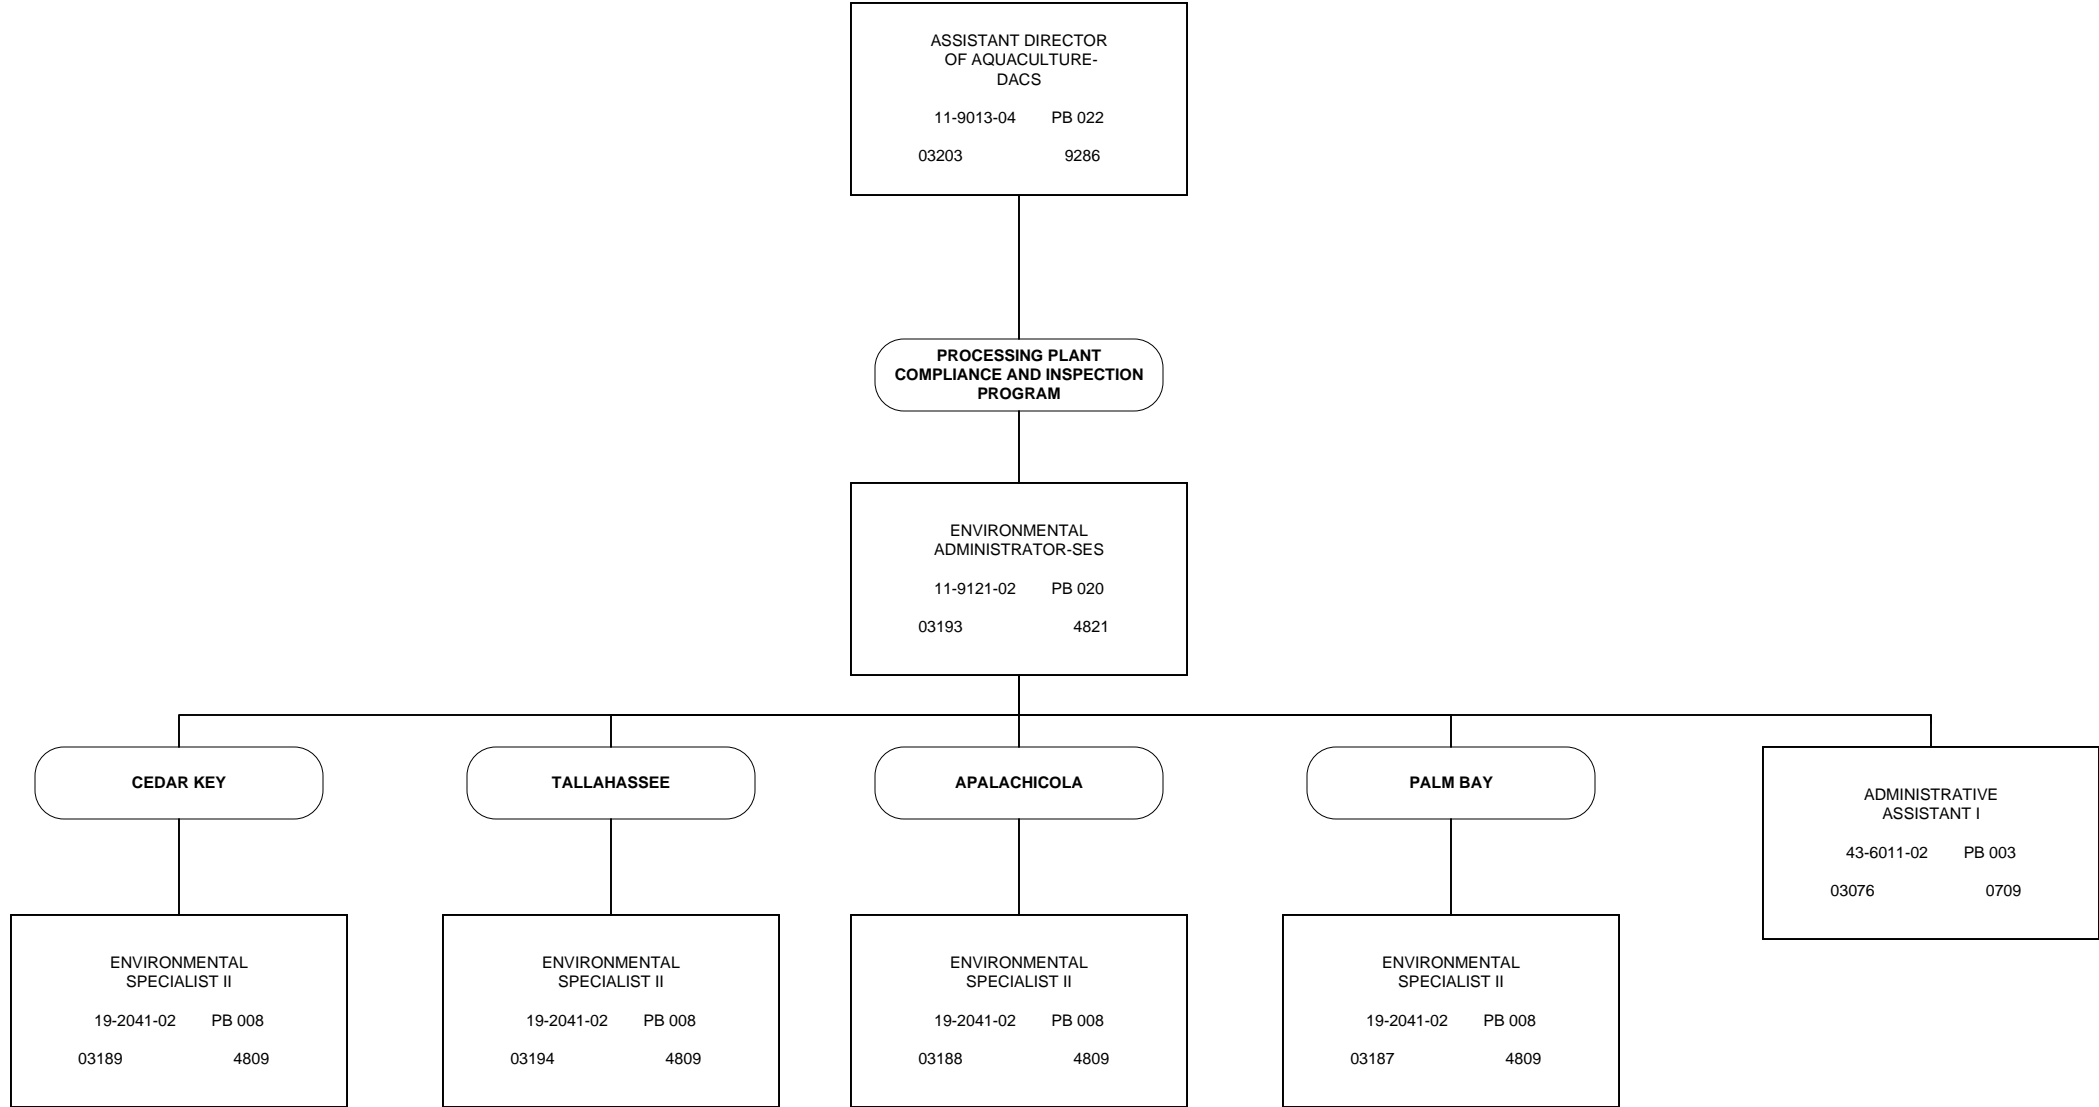 ASSISTANT DIRECTOR
OF AQUACULTURE-
DACS
11-9013-04 PB 022
03203 9286
PROCESSING PLANT
COMPLIANCE AND INSPECTION
PROGRAM
ENVIRONMENTAL
ADMINISTRATOR-SES
11-9121-02 PB 020
03193 4821
CEDAR KEY
TALLAHASSEE
APALACHICOLA
PALM BAY
ADMINISTRATIVE
ASSISTANT I
43-6011-02 PB 003
03076 0709
ENVIRONMENTAL
SPECIALIST II
19-2041-02 PB 008
03189 4809
ENVIRONMENTAL
SPECIALIST II
19-2041-02 PB 008
03194 4809
ENVIRONMENTAL
SPECIALIST II
19-2041-02 PB 008
03188 4809
ENVIRONMENTAL
SPECIALIST II
19-2041-02 PB 008
03187 4809